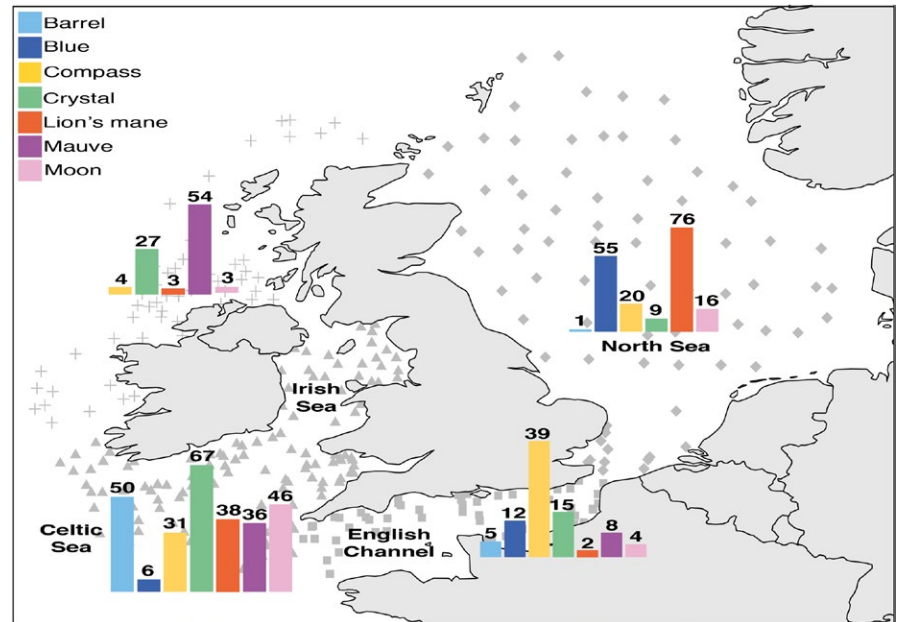 Barrel
Blue
Compass
Crystal
Lion's mane
Mauve
Moon
4 27 3 54 3
1 55 20 9 76 16
North Sea
Irish
Sea
50 6 31 67 38 36 46
Celtic
Sea
5 12 39 15 2 8 4
English
Channel